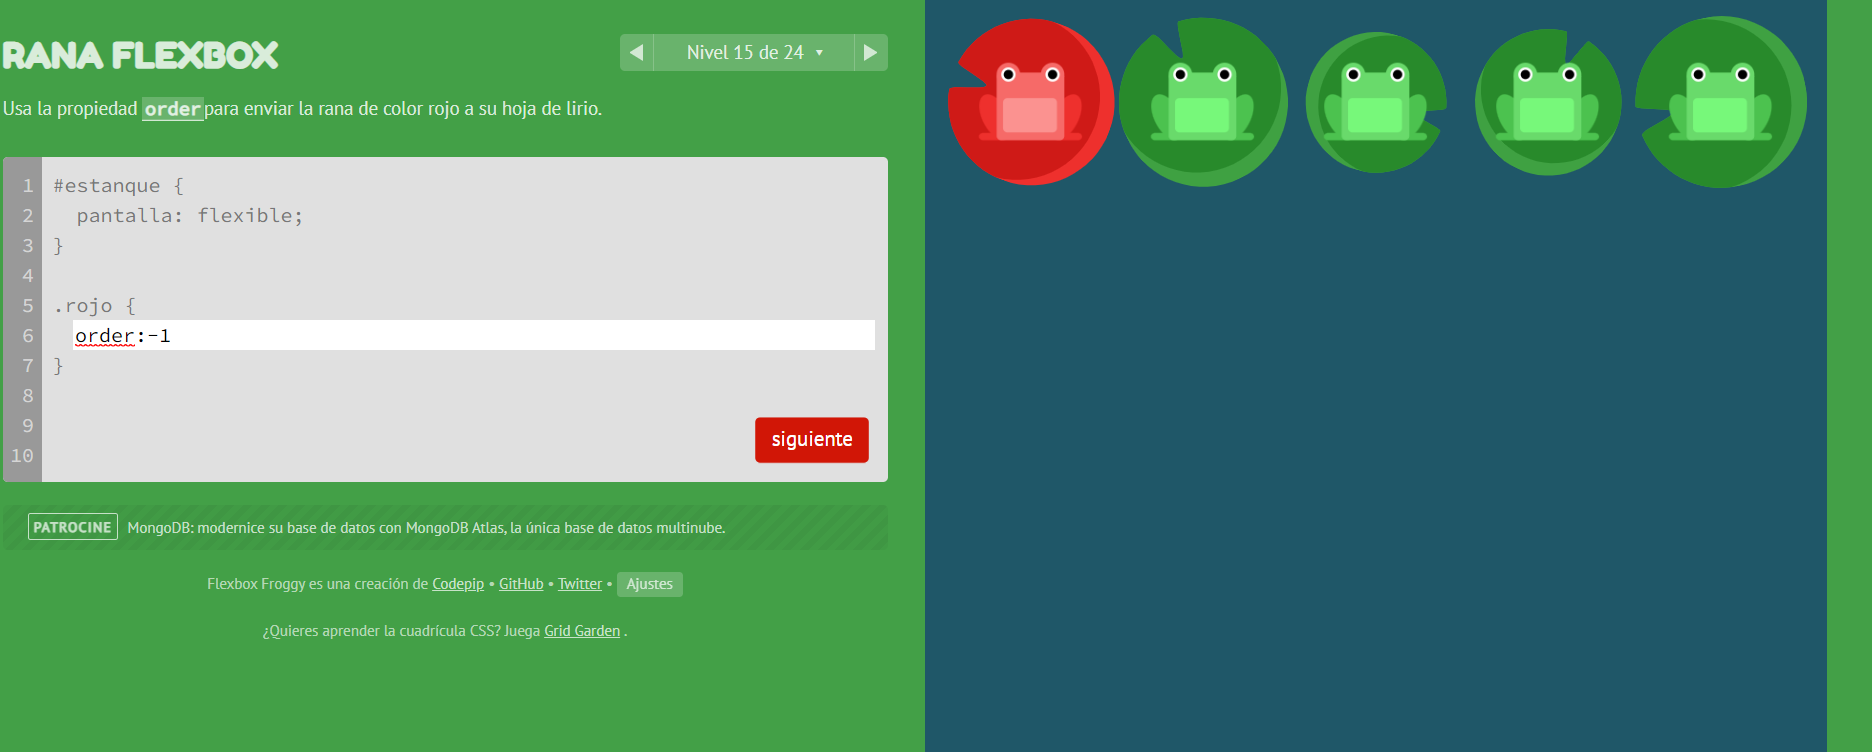 RANA FLEXBOX
Nivel 15 de 24 ▼
Usa la propiedad order para enviar la rana de color rojo a su hoja de lirio.
1 #estanque {
2   pantalla: flexible;
3 }
4
5 .rojo {
6   order:-1
7 }
8
9
10
siguiente
PATROCINE MongoDB: modernice su base de datos con MongoDB Atlas, la única base de datos multinube.
Flexbox Froggy es una creación de Codepip • GitHub • Twitter • Ajustes
¿Quieres aprender la cuadrícula CSS? Juega Grid Garden .